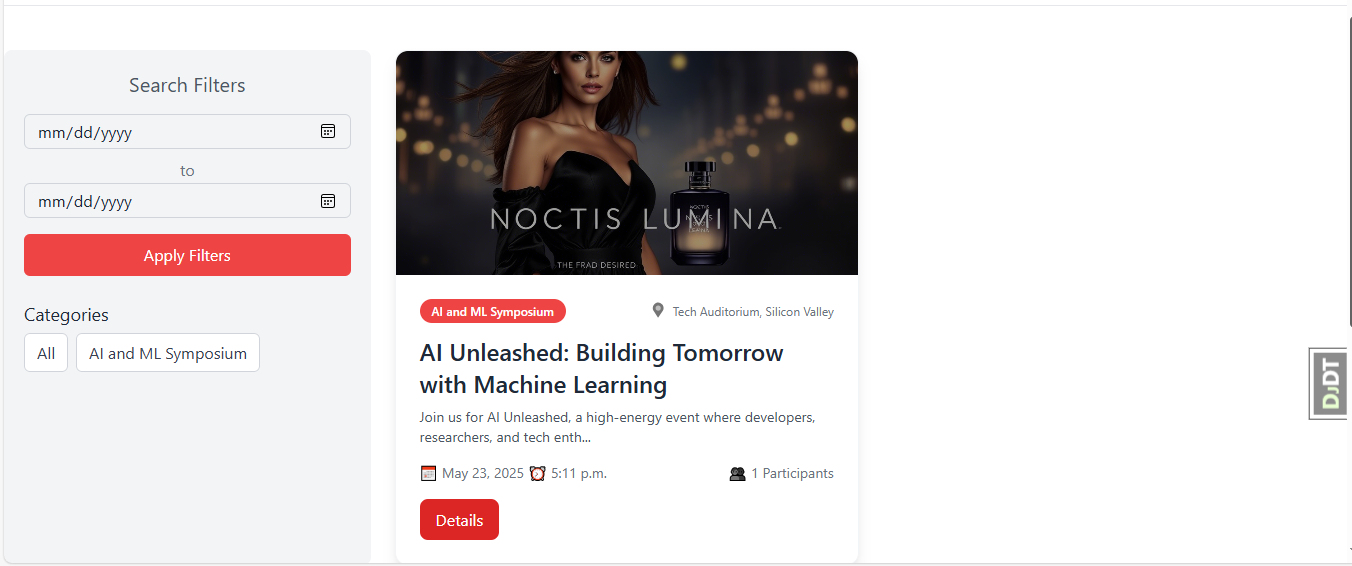 Search Filters
mm/dd/yyyy
to
mm/dd/yyyy
Apply Filters
Categories
All
AI and ML Symposium
NOCTIS LUMINA
NOCTIS
THE FRAD DESIRED
AI and ML Symposium
Tech Auditorium, Silicon Valley
AI Unleashed: Building Tomorrow
with Machine Learning
Join us for AI Unleashed, a high-energy event where developers,
researchers, and tech enth...
May 23, 2025 5:11 p.m.
1 Participants
Details
DJDT